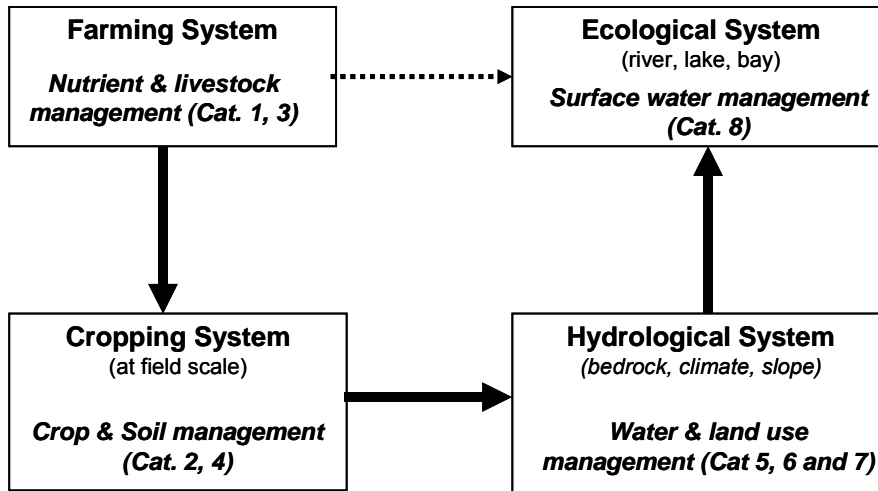 Farming System
Nutrient & livestock
management (Cat. 1, 3)
Ecological System
(river, lake, bay)
Surface water management
(Cat. 8)
Cropping System
(at field scale)
Crop & Soil management
(Cat. 2, 4)
Hydrological System
(bedrock, climate, slope)
Water & land use
management (Cat 5, 6 and 7)